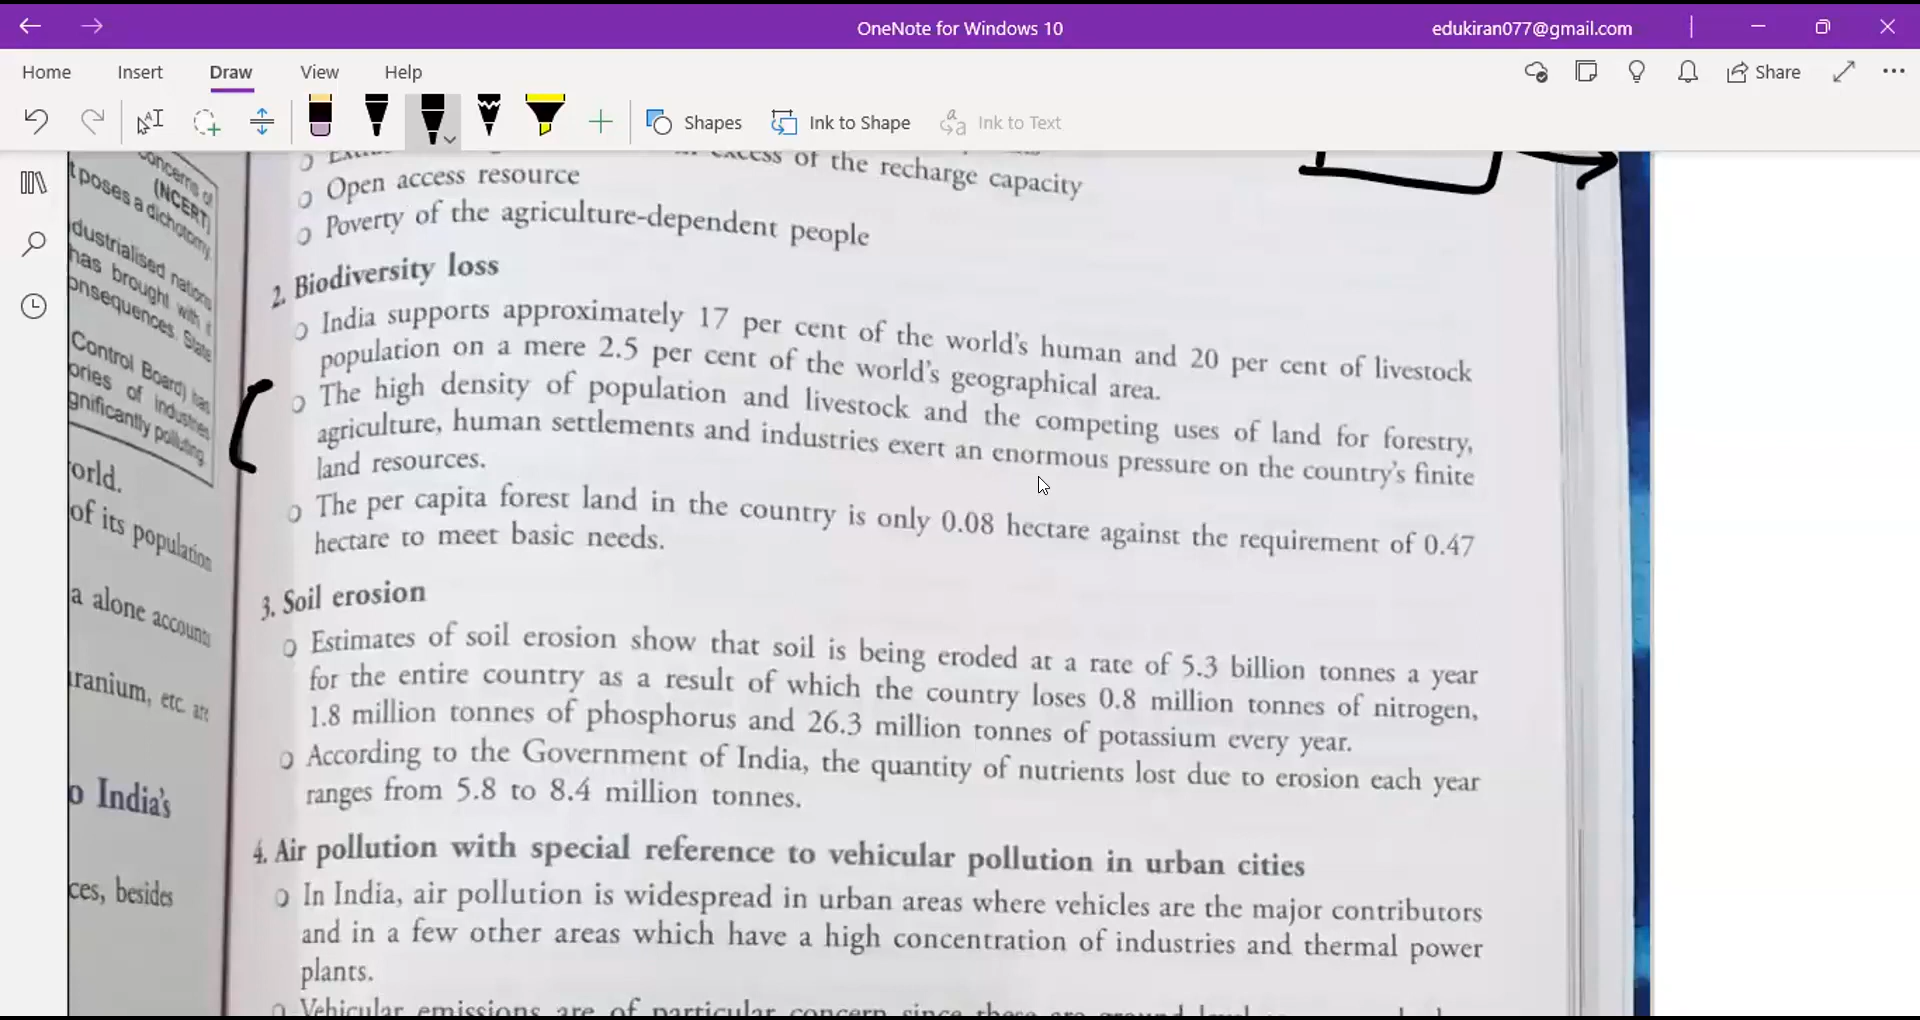 OneNote for Windows 10
edukiran077@gmail.com
Home Insert Draw View Help
Share
Shapes Ink to Shape Ink to Text
concerns of
(NCERT)
t poses a dichotomy
dustrialised nations
has brought with it
onsequences. State
Control Board) has
ories of industries
gnificantly polluting.
orld.
of its population
a alone accounts
uranium, etc. are
o India's
ces, besides
excess of the recharge capacity
Open access resource
Poverty of the agriculture-dependent people
2. Biodiversity loss
India supports approximately 17 per cent of the world's human and 20 per cent of livestock
population on a mere 2.5 per cent of the world's geographical area.
The high density of population and livestock and the competing uses of land for forestry,
agriculture, human settlements and industries exert an enormous pressure on the country's finite
land resources.
The per capita forest land in the country is only 0.08 hectare against the requirement of 0.47
hectare to meet basic needs.
3. Soil erosion
Estimates of soil erosion show that soil is being eroded at a rate of 5.3 billion tonnes a year
for the entire country as a result of which the country loses 0.8 million tonnes of nitrogen,
1.8 million tonnes of phosphorus and 26.3 million tonnes of potassium every year.
According to the Government of India, the quantity of nutrients lost due to erosion each year
ranges from 5.8 to 8.4 million tonnes.
4. Air pollution with special reference to vehicular pollution in urban cities
In India, air pollution is widespread in urban areas where vehicles are the major contributors
and in a few other areas which have a high concentration of industries and thermal power
plants.
Vehicular emissions are of particular concern since these are ground level